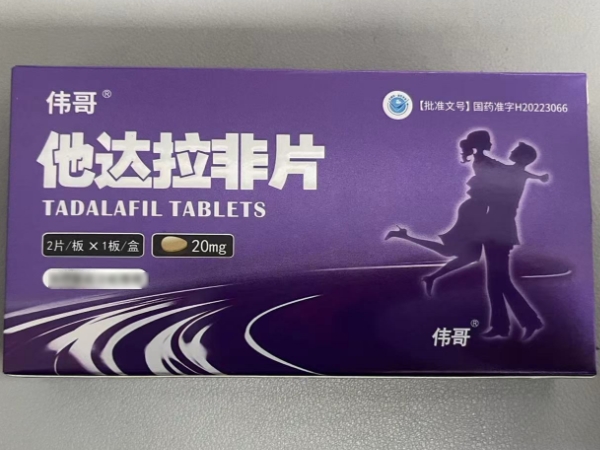 伟哥®
【批准文号】国药准字H20223066
他达拉非片
TADALAFIL TABLETS
2片/板×1板/盒
20mg
伟哥®